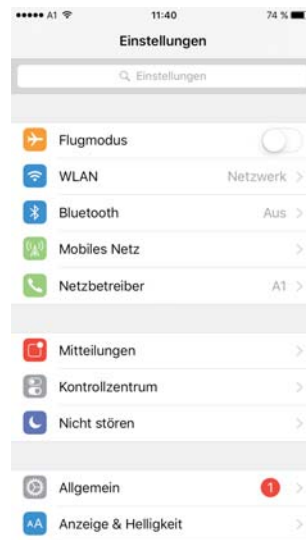 A1 11:40 74 %
Einstellungen
Einstellungen
Flugmodus
WLAN Netzwerk
Bluetooth Aus
Mobiles Netz
Netzbetreiber A1
Mitteilungen
Kontrollzentrum
Nicht stören
Allgemein 1
AA Anzeige & Helligkeit